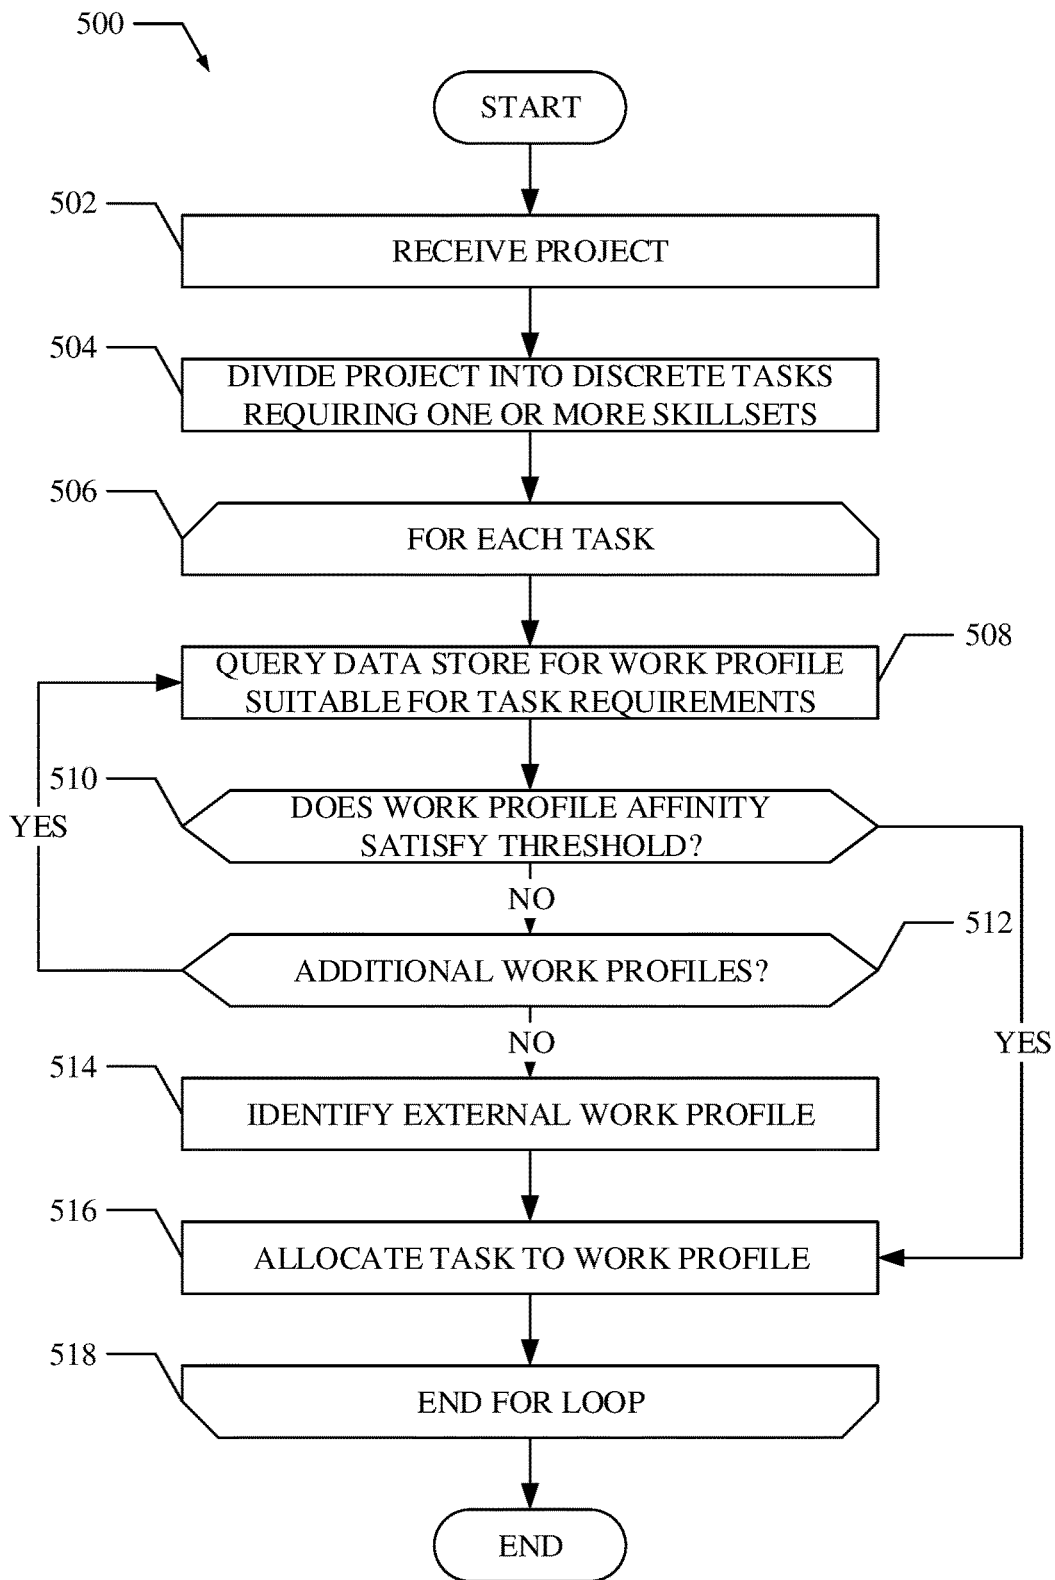 500
START
502
RECEIVE PROJECT
504
DIVIDE PROJECT INTO DISCRETE TASKS
REQUIRING ONE OR MORE SKILLSETS
506
FOR EACH TASK
508
QUERY DATA STORE FOR WORK PROFILE
SUITABLE FOR TASK REQUIREMENTS
510
DOES WORK PROFILE AFFINITY
SATISFY THRESHOLD?
YES
NO
512
ADDITIONAL WORK PROFILES?
NO
YES
514
IDENTIFY EXTERNAL WORK PROFILE
516
ALLOCATE TASK TO WORK PROFILE
518
END FOR LOOP
END